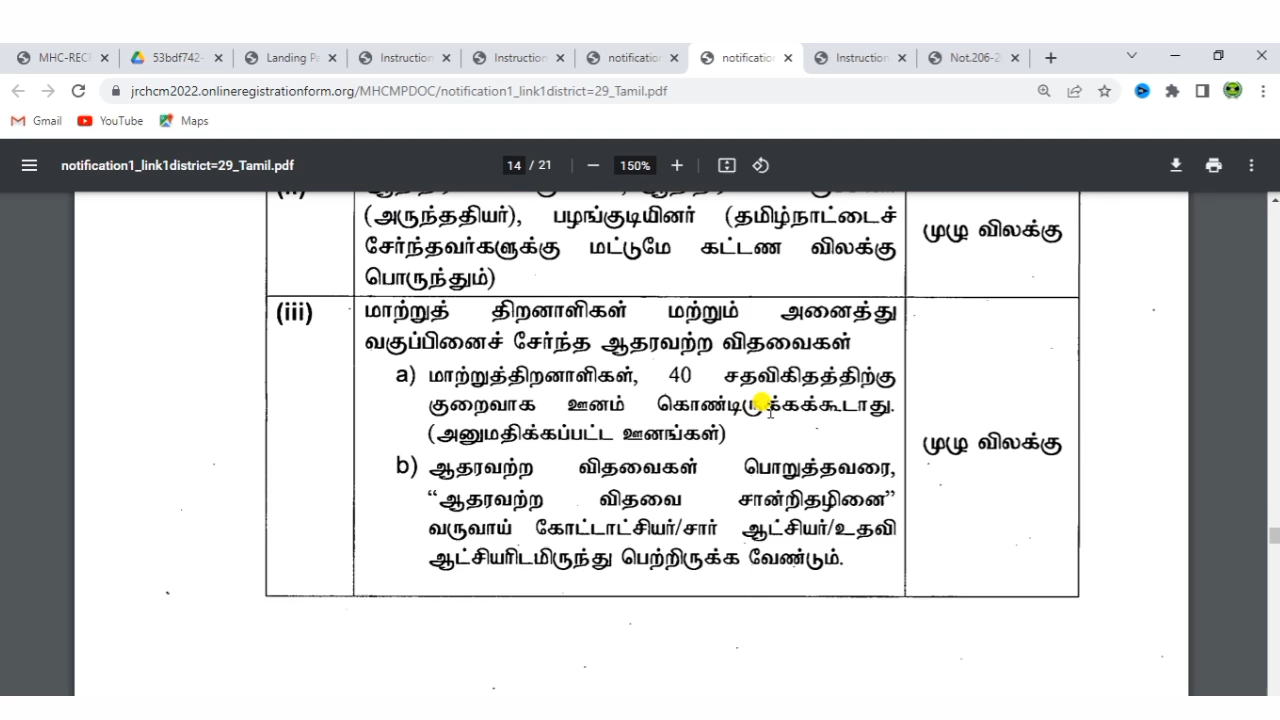 MHC-REC
53bdf742-
Landing Pa
Instruction
Instruction
notification
notification
Instruction
Not.206-2
jrchcm2022.onlineregistrationform.org/MHCMPDOC/notification1_link1district=29_Tamil.pdf
Gmail YouTube Maps
notification1_link1district=29_Tamil.pdf 14 / 21 150%
(அருந்ததியர்), பழங்குடியினர் (தமிழ்நாட்டைச்
சேர்ந்தவர்களுக்கு மட்டுமே கட்டண விலக்கு
பொருந்தும்)
முழு விலக்கு
(iii) மாற்றுத் திறனாளிகள் மற்றும் அனைத்து
வகுப்பினைச் சேர்ந்த ஆதரவற்ற விதவைகள்
a) மாற்றுத்திறனாளிகள், 40 சதவிகிதத்திற்கு
குறைவாக ஊனம் கொண்டிருக்கக்கூடாது.
(அனுமதிக்கப்பட்ட ஊனங்கள்)
b) ஆதரவற்ற விதவைகள் பொறுத்தவரை,
“ஆதரவற்ற விதவை சான்றிதழினை”
வருவாய் கோட்டாட்சியர்/சார் ஆட்சியர்/உதவி
ஆட்சியரிடமிருந்து பெற்றிருக்க வேண்டும்.
முழு விலக்கு